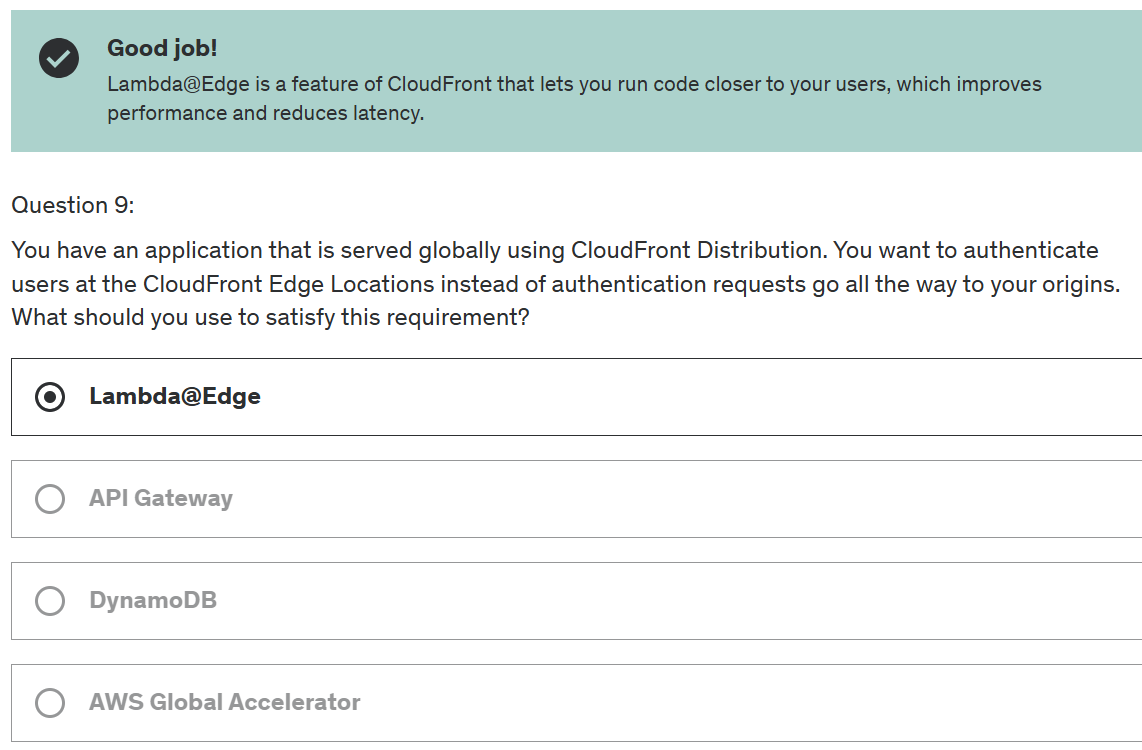 Good job!
Lambda@Edge is a feature of CloudFront that lets you run code closer to your users, which improves
performance and reduces latency.
Question 9:
You have an application that is served globally using CloudFront Distribution. You want to authenticate
users at the CloudFront Edge Locations instead of authentication requests go all the way to your origins.
What should you use to satisfy this requirement?
Lambda@Edge
API Gateway
DynamoDB
AWS Global Accelerator